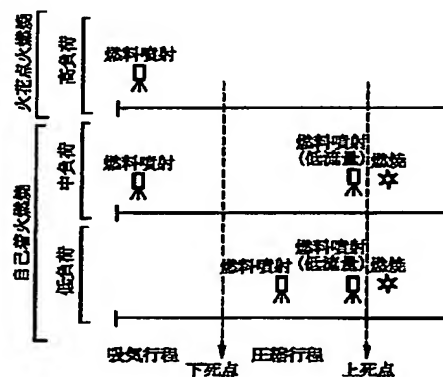 火花点火燃焼
高負荷
燃料噴射
自己着火燃焼
中負荷
燃料噴射
燃料噴射
(低流量)
燃焼
低負荷
燃料噴射
燃料噴射
(低流量)
燃焼
吸気行程
下死点
圧縮行程
上死点